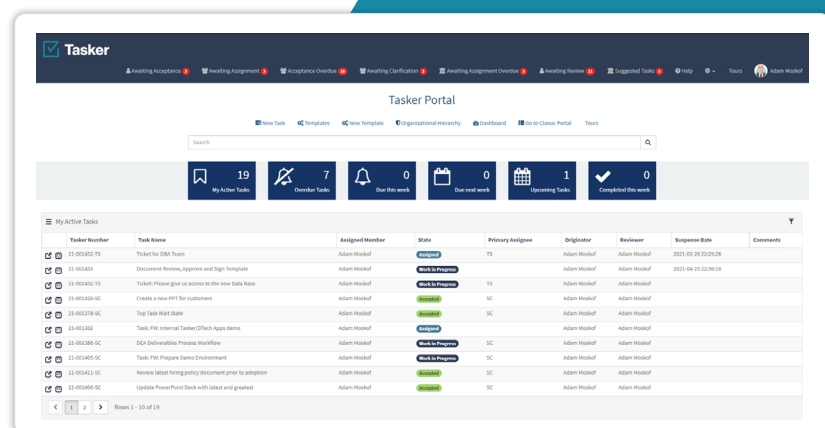 Tasker
Awaiting Acceptance 3 Awaiting Assignment 3 Acceptance Overdue 16 Awaiting Clarification 3 Awaiting Assignment Overdue 3 Awaiting Review 11 Suggested Tasks Help Tours Adam Moskof
Tasker Portal
New Task Templates New Template Organizational Hierarchy Dashboard Go to Classic Portal Tours
Search
19 7 0 0 1 0
My Active Tasks Overdue Tasks Due this week Due next week Upcoming Tasks Completed this week
My Active Tasks
Tasker Number Task Name Assigned Member State Primary Assignee Originator Reviewer Suspense Date Comments
21-001452-TS Ticket for DBA Team Adam Moskof Assigned TS Adam Moskof Adam Moskof 2021-05-28 22:25:28
21-001433 Document Review, Approve and Sign Template Adam Moskof Work in Progress Adam Moskof Adam Moskof 2021-04-23 22:36:16
21-001432-TS Ticket: Please give us access to the new Data Base Adam Moskof Work in Progress TS Adam Moskof Adam Moskof
21-001426-SC Create a new PPT for customers Adam Moskof Accepted SC Adam Moskof Adam Moskof
21-001378-SC Top Task Wait State Adam Moskof Accepted SC Adam Moskof Adam Moskof
21-001262 Task: FW: Internal Tasker/DTech Apps demo Adam Moskof Assigned Adam Moskof Adam Moskof
21-001386-SC DEA Deliverables Process Workflow Adam Moskof Work in Progress SC Adam Moskof Adam Moskof
21-001405-SC Task: FW: Prepare Demo Environment Adam Moskof Work in Progress SC Adam Moskof Adam Moskof
21-001411-SC Review latest hiring policy document prior to adoption Adam Moskof Accepted SC Adam Moskof Adam Moskof
21-001400-SC Update PowerPoint Deck with latest and greatest Adam Moskof Accepted SC Adam Moskof Adam Moskof
1 2 Rows 1 - 10 of 19